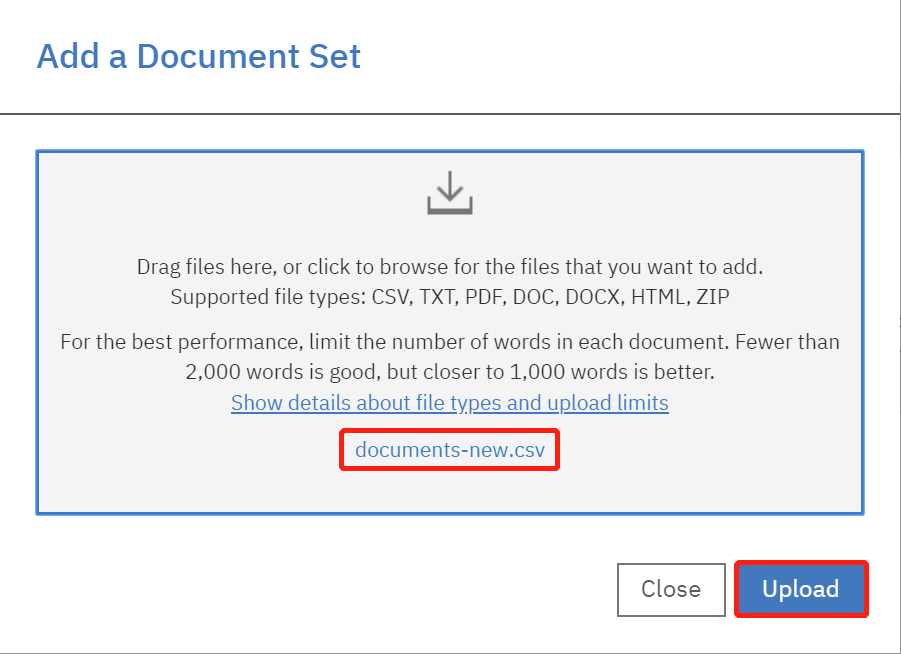 Add a Document Set
Drag files here, or click to browse for the files that you want to add.
Supported file types: CSV, TXT, PDF, DOC, DOCX, HTML, ZIP
For the best performance, limit the number of words in each document. Fewer than
2,000 words is good, but closer to 1,000 words is better.
Show details about file types and upload limits
documents-new.csv
Close
Upload